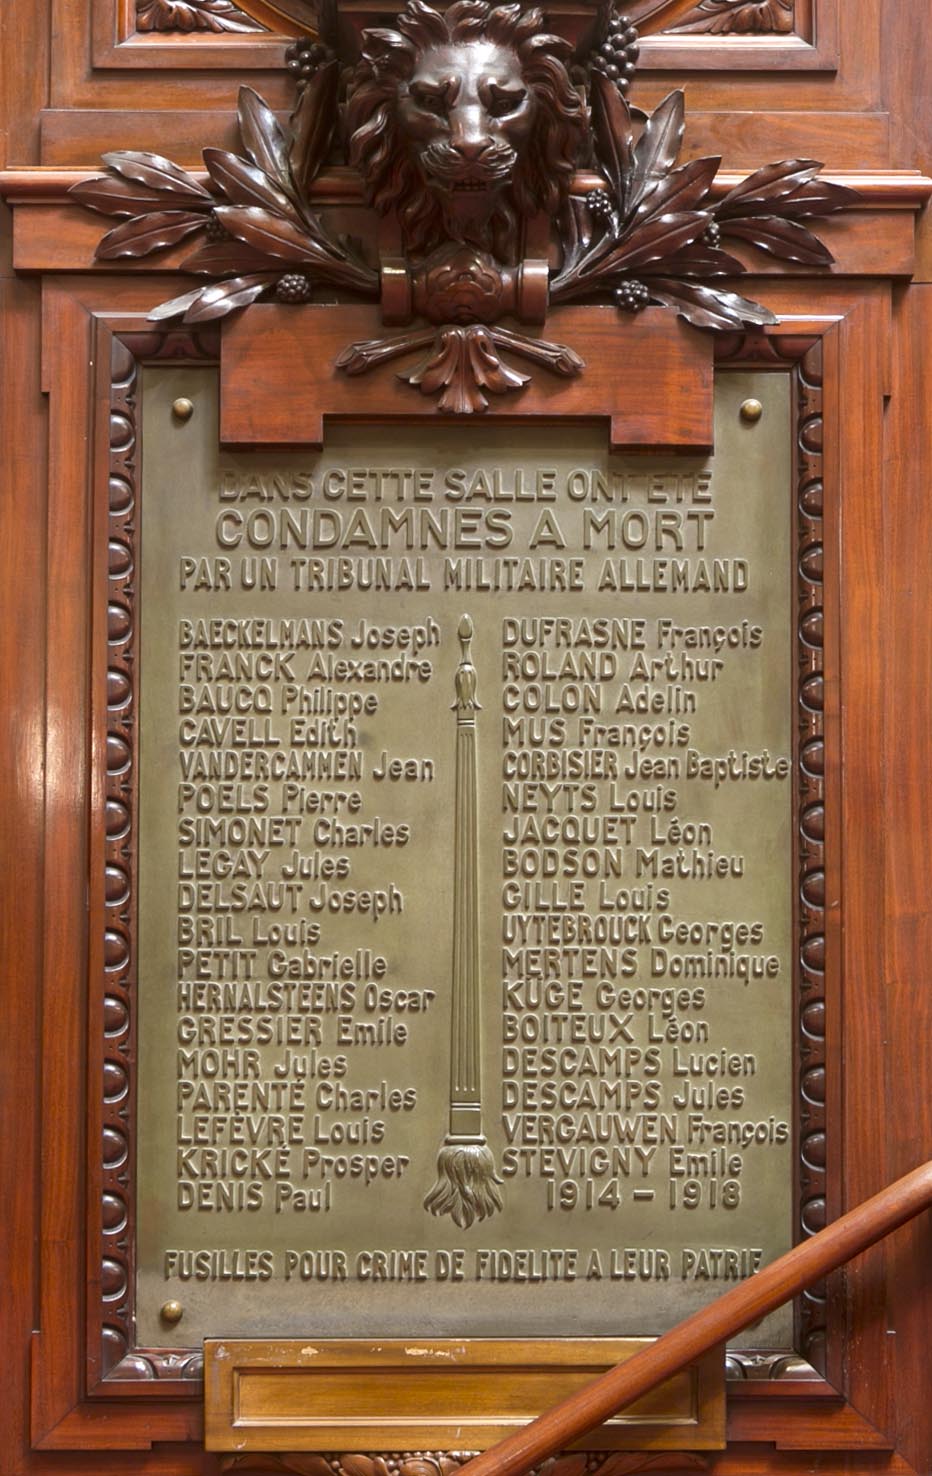 DANS CETTE SALLE ONT ETE
CONDAMNES A MORT
PAR UN TRIBUNAL MILITAIRE ALLEMAND
BAECKELMANS Joseph
FRANCK Alexandre
BAUCQ Philippe
CAVELL Edith
VANDERCAMMEN Jean
POELS Pierre
SIMONET Charles
LEGAY Jules
DELSAUT Joseph
BRIL Louis
PETIT Gabrielle
HERNALSTEENS Oscar
GRESSIER Emile
MOHR Jules
PARENTÉ Charles
LEFÈVRE Louis
KRICKÉ Prosper
DENIS Paul
DUFRASNE François
ROLAND Arthur
COLON Adelin
MUS François
CORBISIER Jean Baptiste
NEYTS Louis
JACQUET Léon
BODSON Mathieu
GILLE Louis
UYTEBROUCK Georges
MERTENS Dominique
KÜGE Georges
BOITEUX Léon
DESCAMPS Lucien
DESCAMPS Jules
VERGAUWEN François
STEVIGNY Emile
1914 – 1918
FUSILLES POUR CRIME DE FIDELITE A LEUR PATRIE